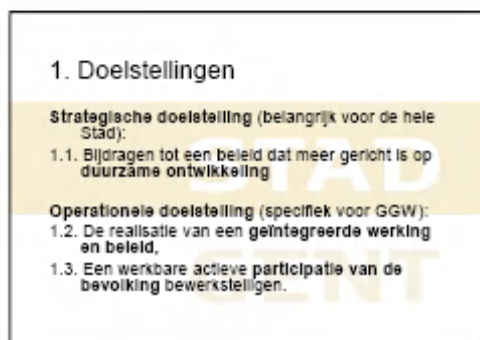 1. Doelstellingen
Strategische doelstelling (belangrijk voor de hele
Stad):
1.1. Bijdragen tot een beleid dat meer gericht is op
duurzame ontwikkeling
Operationele doelstelling (specifiek voor GGW):
1.2. De realisatie van een geïntegreerde werking
en beleid,
1.3. Een werkbare actieve participatie van de
bevolking bewerkstelligen.
STAD
GENT